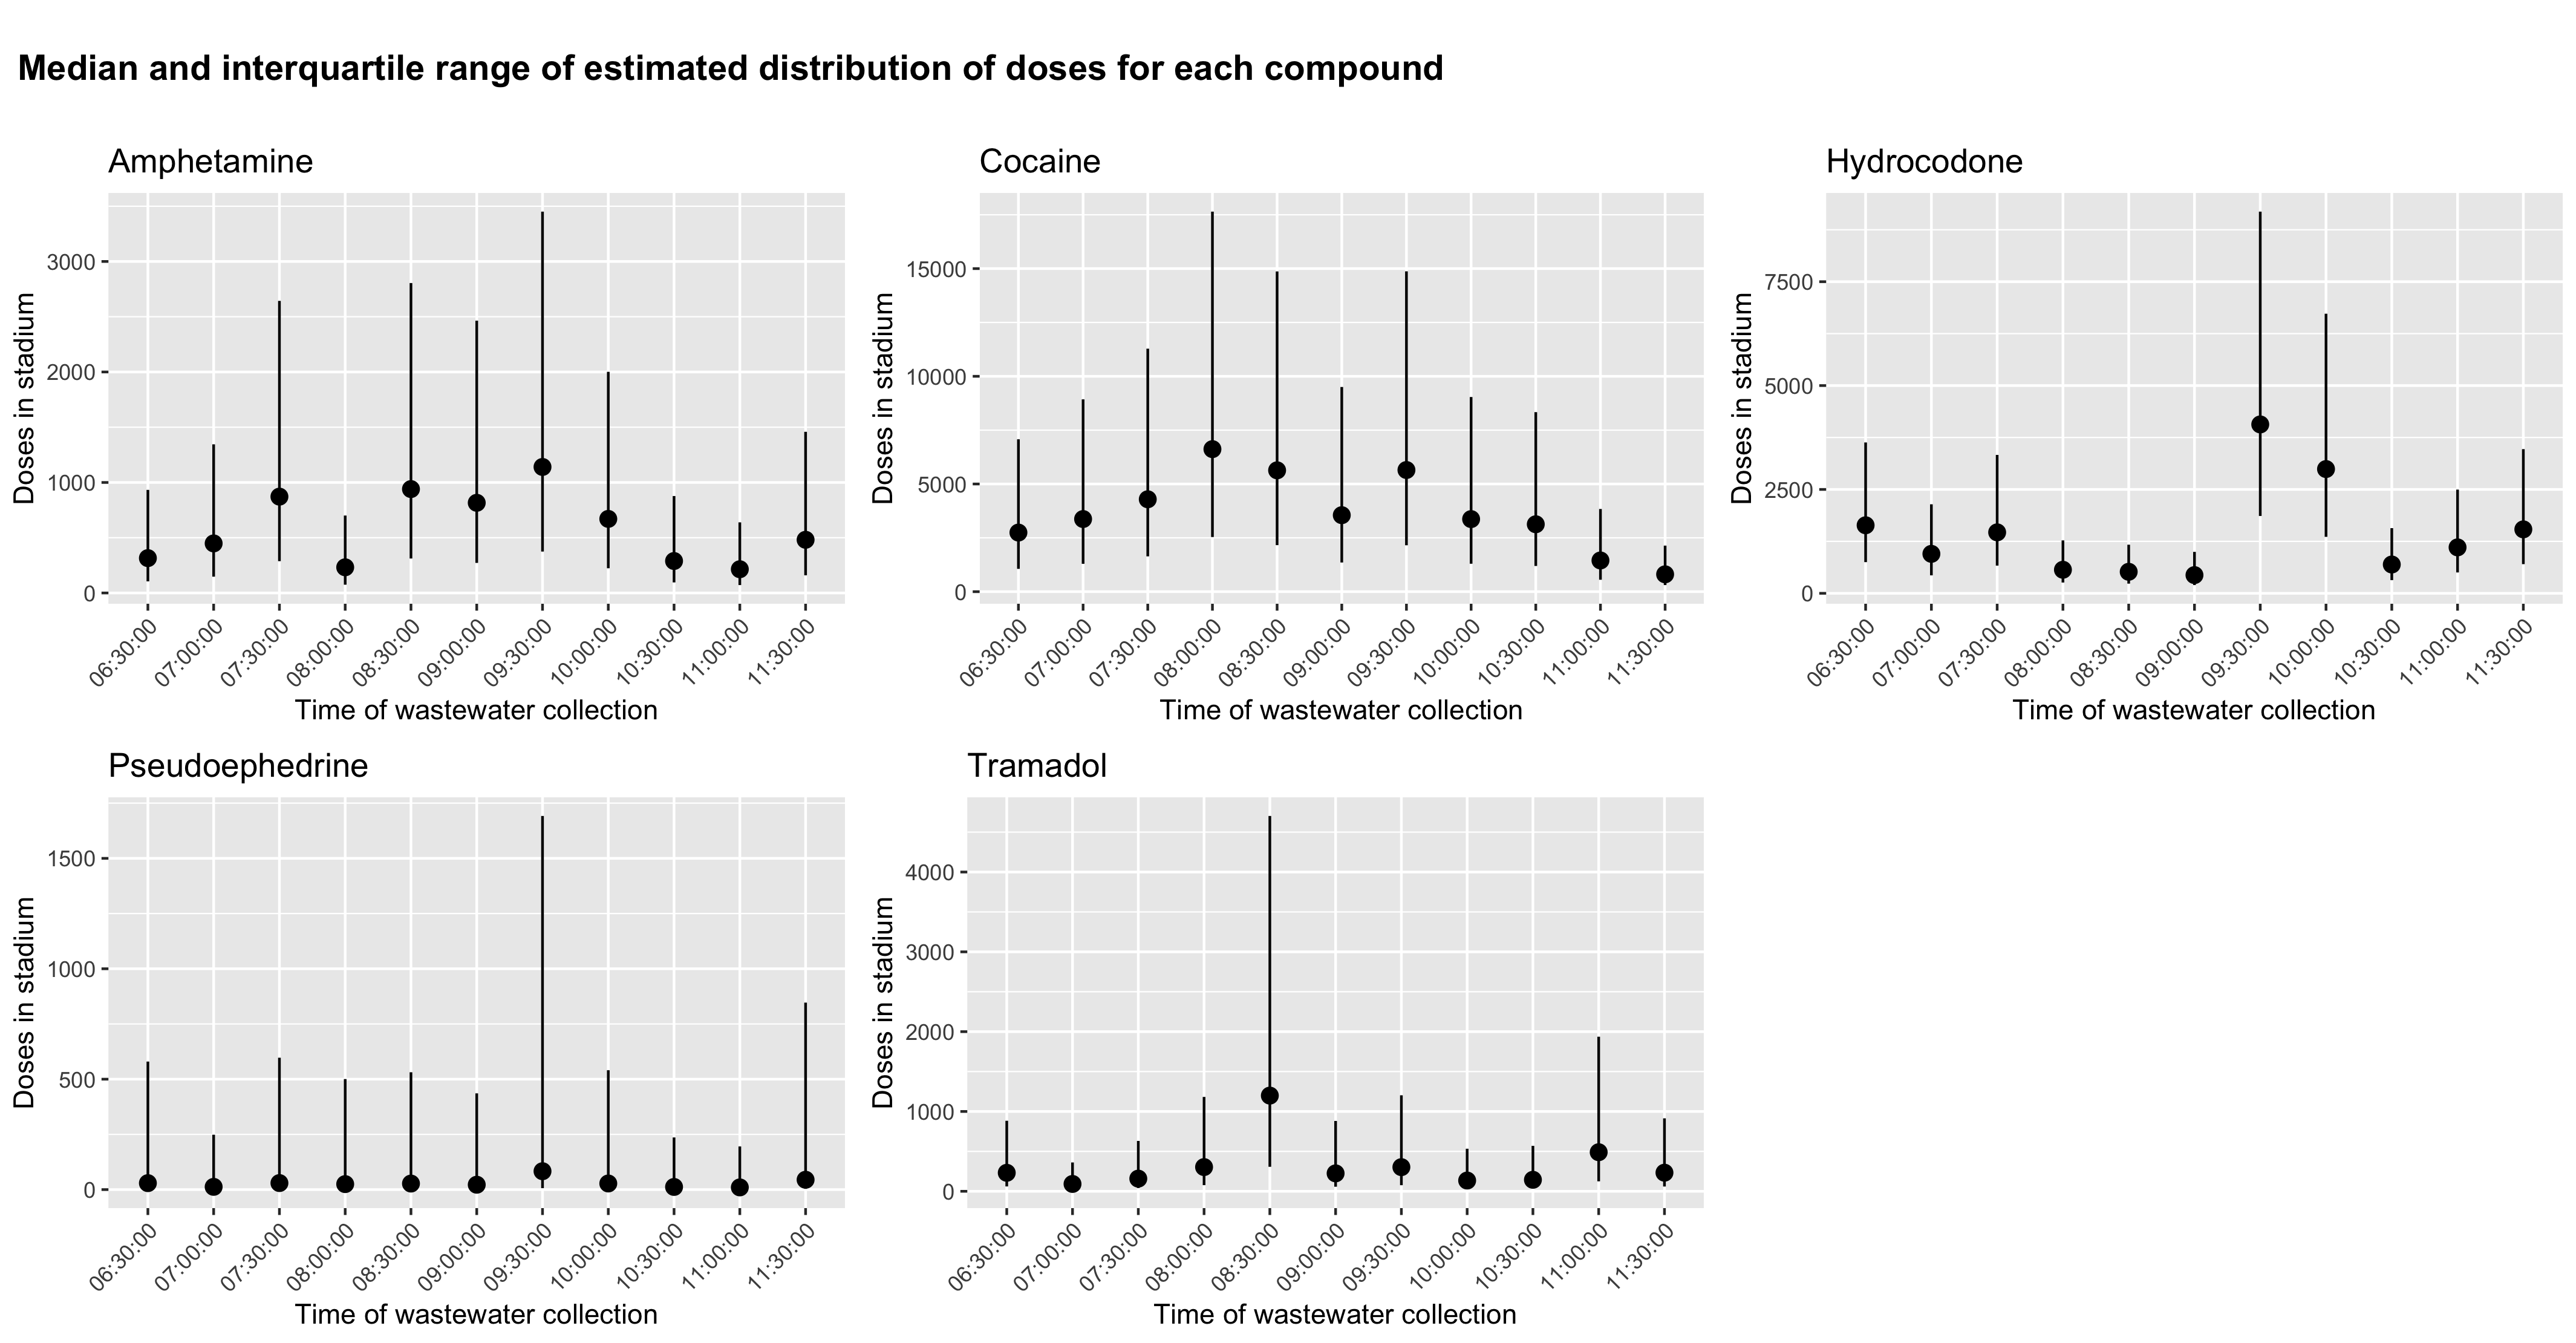 Median and interquartile range of estimated distribution of doses for each compound
Amphetamine
Doses in stadium
3000
2000
1000
0
06:30:00 07:00:00 07:30:00 08:00:00 08:30:00 09:00:00 09:30:00 10:00:00 10:30:00 11:00:00 11:30:00
Time of wastewater collection
Cocaine
Doses in stadium
15000
10000
5000
0
06:30:00 07:00:00 07:30:00 08:00:00 08:30:00 09:00:00 09:30:00 10:00:00 10:30:00 11:00:00 11:30:00
Time of wastewater collection
Hydrocodone
Doses in stadium
7500
5000
2500
0
06:30:00 07:00:00 07:30:00 08:00:00 08:30:00 09:00:00 09:30:00 10:00:00 10:30:00 11:00:00 11:30:00
Time of wastewater collection
Pseudoephedrine
Doses in stadium
1500
1000
500
0
06:30:00 07:00:00 07:30:00 08:00:00 08:30:00 09:00:00 09:30:00 10:00:00 10:30:00 11:00:00 11:30:00
Time of wastewater collection
Tramadol
Doses in stadium
4000
3000
2000
1000
0
06:30:00 07:00:00 07:30:00 08:00:00 08:30:00 09:00:00 09:30:00 10:00:00 10:30:00 11:00:00 11:30:00
Time of wastewater collection